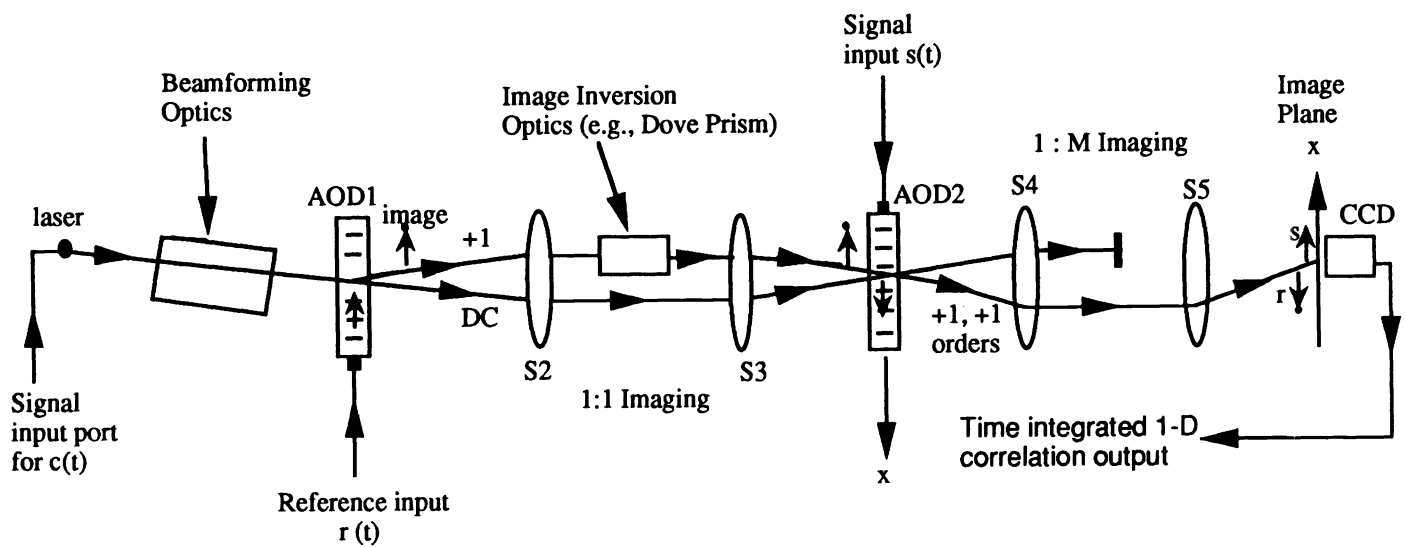 Signal
input s(t)
Beamforming
Optics
Image Inversion
Optics (e.g., Dove Prism)
Image
Plane
x
1 : M Imaging
laser
AOD1
image
+1
DC
S2
S3
1:1 Imaging
AOD2
S4
S5
+1, +1
orders
s
r
CCD
Signal
input port
for c(t)
Reference input
r (t)
x
Time integrated 1-D
correlation output